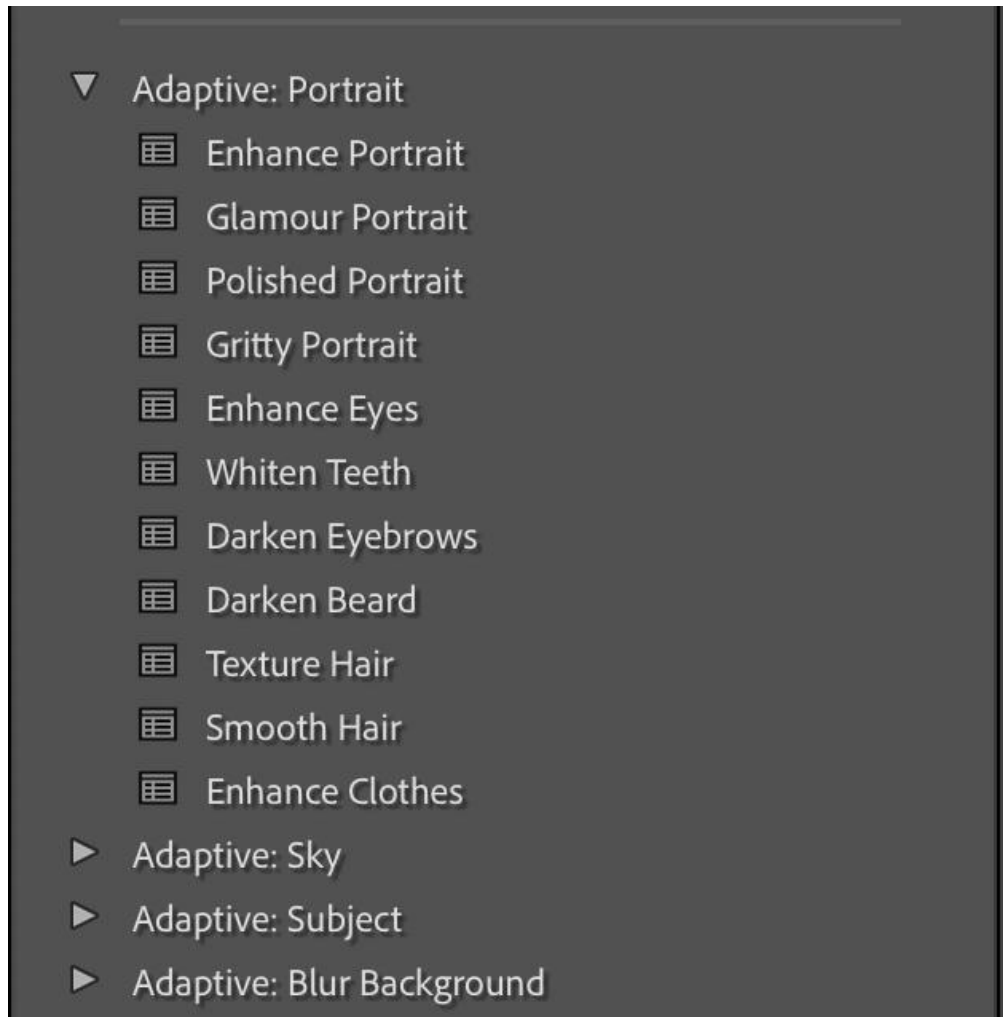 Adaptive: Portrait
Enhance Portrait
Glamour Portrait
Polished Portrait
Gritty Portrait
Enhance Eyes
Whiten Teeth
Darken Eyebrows
Darken Beard
Texture Hair
Smooth Hair
Enhance Clothes
Adaptive: Sky
Adaptive: Subject
Adaptive: Blur Background